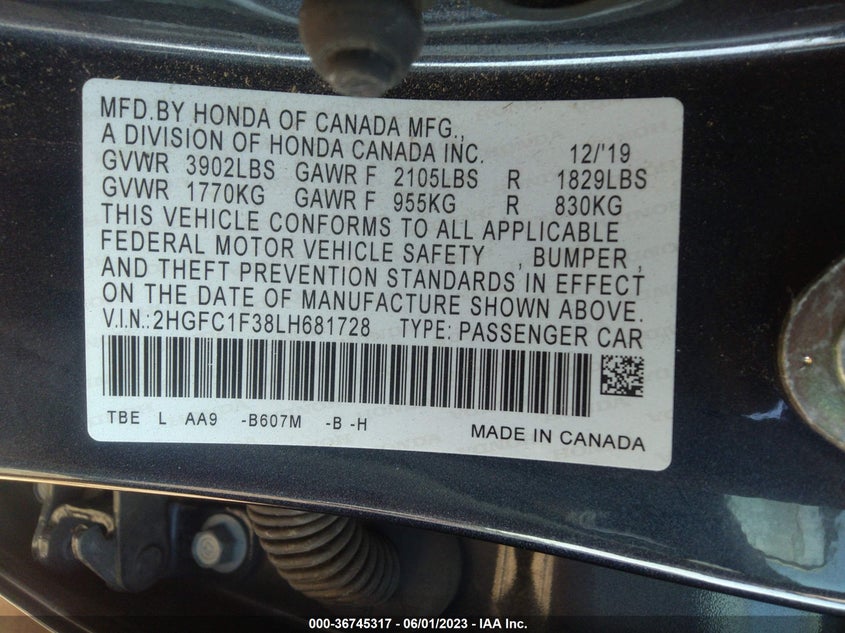 MFD.BY HONDA OF CANADA MFG.,
A DIVISION OF HONDA CANADA INC. 12/'19
GVWR 3902LBS GAWR F 2105LBS R 1829LBS
GVWR 1770KG GAWR F 955KG R 830KG
THIS VEHICLE CONFORMS TO ALL APPLICABLE
FEDERAL MOTOR VEHICLE SAFETY , BUMPER ,
AND THEFT PREVENTION STANDARDS IN EFFECT
ON THE DATE OF MANUFACTURE SHOWN ABOVE.
V.I.N.:2HGFC1F38LH681728 TYPE: PASSENGER CAR
TBE L AA9 -B607M -B -H MADE IN CANADA
000-36745317 - 06/01/2023 - IAA Inc.